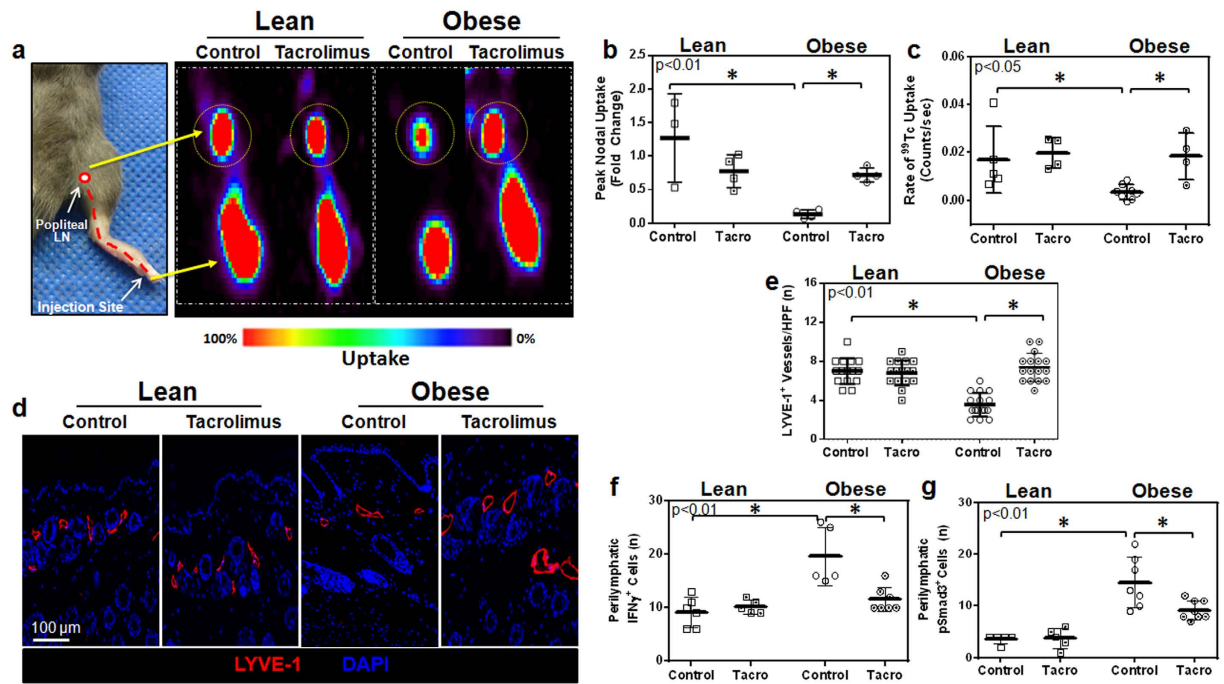 a
Lean
Obese
Control
Tacrolimus
Control
Tacrolimus
Popliteal
LN
Injection Site
100%
0%
Uptake
b
Lean
Obese
p<0.01
*
*
Peak Nodal Uptake
(Fold Change)
2.5
2.0
1.5
1.0
0.5
0.0
Control
Tacro
Control
Tacro
c
Lean
Obese
p<0.05
*
*
Rate of ⁹⁹Tc Uptake
(Counts/sec)
0.06
0.04
0.02
0.00
Control
Tacro
Control
Tacro
d
Lean
Obese
Control
Tacrolimus
Control
Tacrolimus
100 µm
LYVE-1
DAPI
e
Lean
Obese
p<0.01
*
*
LYVE-1⁺ Vessels/HPF (n)
16
12
8
4
0
Control
Tacro
Control
Tacro
f
Lean
Obese
p<0.01
*
*
Perilymphatic
IFNγ⁺ Cells (n)
30
20
10
0
Control
Tacro
Control
Tacro
g
Lean
Obese
p<0.01
*
*
Perilymphatic
pSmad3⁺Cells (n)
30
20
10
0
Control
Tacro
Control
Tacro